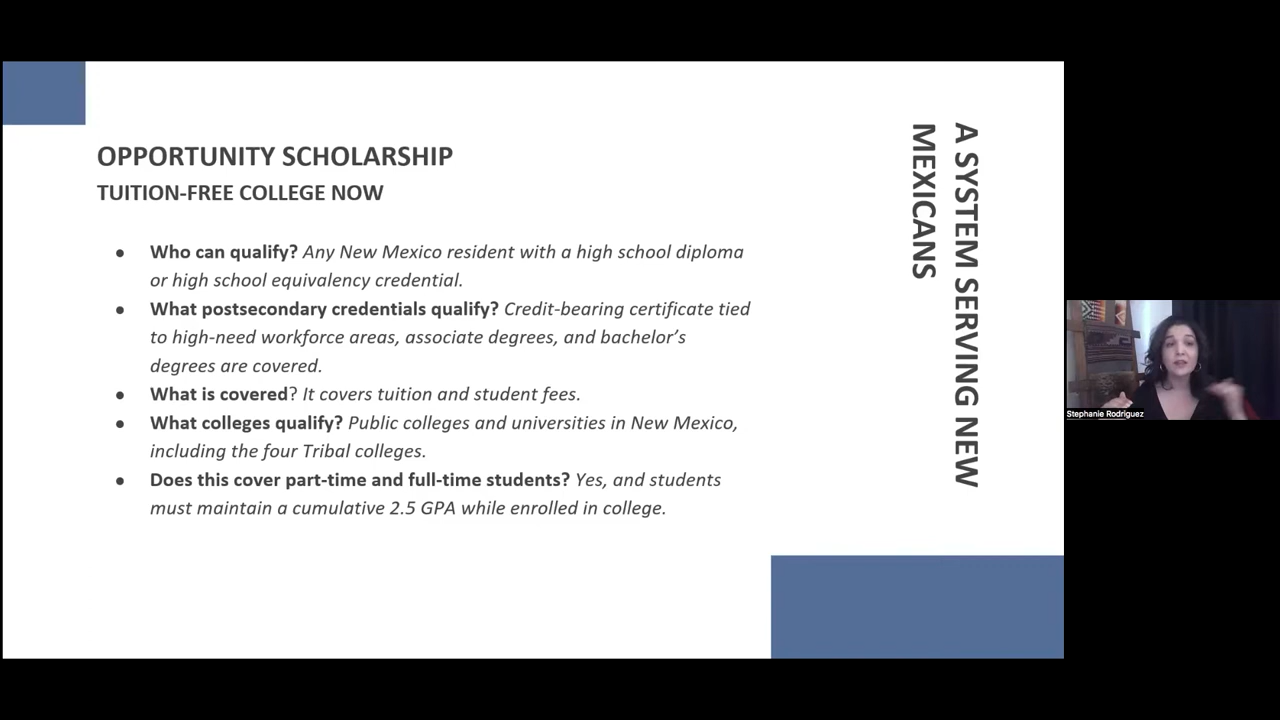 OPPORTUNITY SCHOLARSHIP
TUITION-FREE COLLEGE NOW
● Who can qualify? Any New Mexico resident with a high school diploma
or high school equivalency credential.
● What postsecondary credentials qualify? Credit-bearing certificate tied
to high-need workforce areas, associate degrees, and bachelor’s
degrees are covered.
● What is covered? It covers tuition and student fees.
● What colleges qualify? Public colleges and universities in New Mexico,
including the four Tribal colleges.
● Does this cover part-time and full-time students? Yes, and students
must maintain a cumulative 2.5 GPA while enrolled in college.
A SYSTEM SERVING NEW
MEXICANS
Stephanie Rodriguez